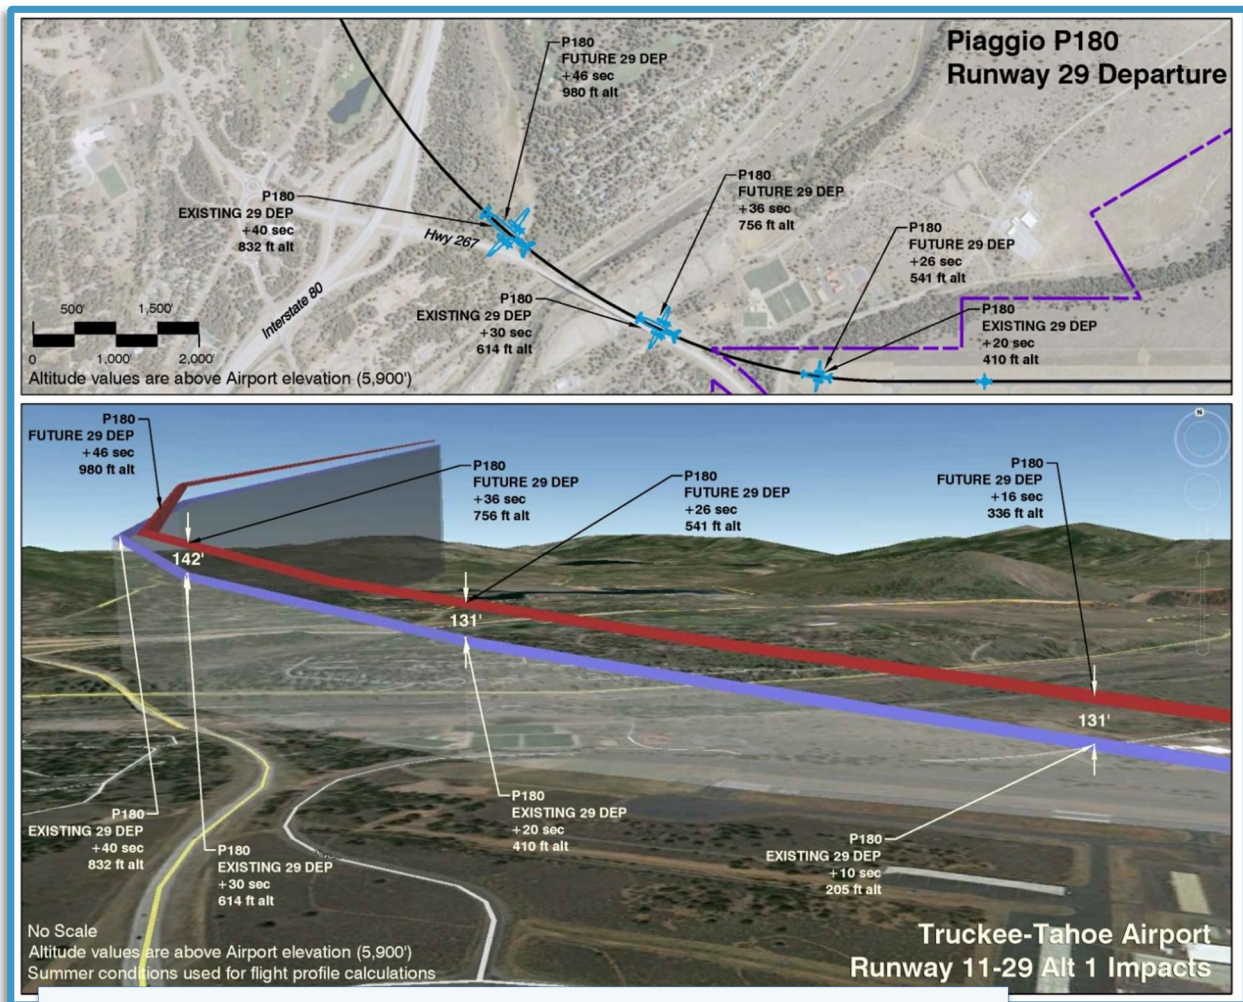 Piaggio P180
Runway 29 Departure
P180
FUTURE 29 DEP
+46 sec
980 ft alt
P180
EXISTING 29 DEP
+40 sec
832 ft alt
Hwy 267
P180
FUTURE 29 DEP
+36 sec
756 ft alt
P180
FUTURE 29 DEP
+26 sec
541 ft alt
P180
EXISTING 29 DEP
+30 sec
614 ft alt
P180
EXISTING 29 DEP
+20 sec
410 ft alt
Interstate 80
500' 1,500'
0 1,000' 2,000'
Altitude values are above Airport elevation (5,900')
P180
FUTURE 29 DEP
+46 sec
980 ft alt
P180
FUTURE 29 DEP
+36 sec
756 ft alt
P180
FUTURE 29 DEP
+26 sec
541 ft alt
P180
FUTURE 29 DEP
+16 sec
336 ft alt
N
142'
131'
131'
P180
EXISTING 29 DEP
+40 sec
832 ft alt
P180
EXISTING 29 DEP
+30 sec
614 ft alt
P180
EXISTING 29 DEP
+20 sec
410 ft alt
P180
EXISTING 29 DEP
+10 sec
205 ft alt
No Scale
Altitude values are above Airport elevation (5,900')
Summer conditions used for flight profile calculations
Truckee-Tahoe Airport
Runway 11-29 Alt 1 Impacts